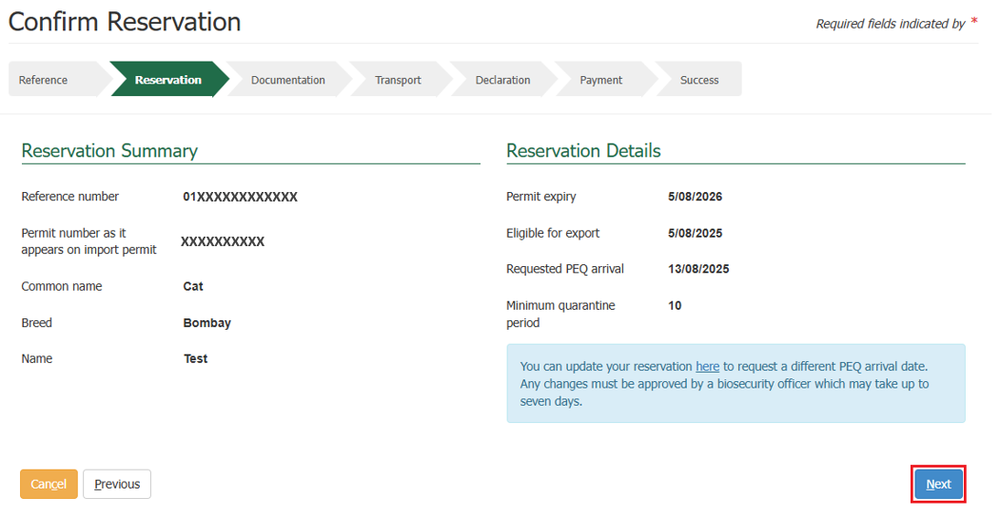 Confirm Reservation
Required fields indicated by *
Reference
Reservation
Documentation
Transport
Declaration
Payment
Success
Reservation Summary
Reference number 01XXXXXXXXXXXX
Permit number as it
appears on import permit
XXXXXXXXXX
Common name Cat
Breed Bombay
Name Test
Reservation Details
Permit expiry 5/08/2026
Eligible for export 5/08/2025
Requested PEQ arrival 13/08/2025
Minimum quarantine 10
period
You can update your reservation here to request a different PEQ arrival date.
Any changes must be approved by a biosecurity officer which may take up to
seven days.
Cancel
Previous
Next